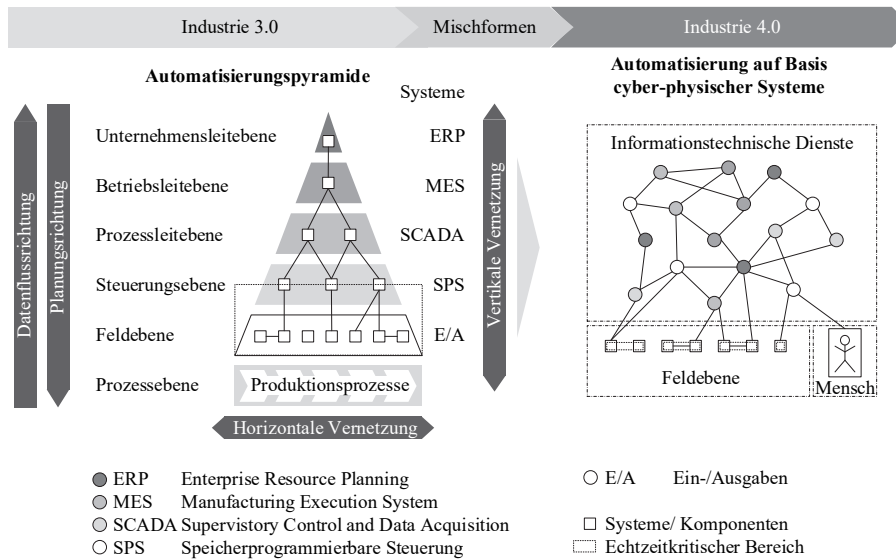 Industrie 3.0
Mischformen
Industrie 4.0
Automatisierungspyramide
Automatisierung auf Basis
cyber-physischer Systeme
Systeme
Datenflussrichtung
Planungsrichtung
Unternehmensleitebene
ERP
Betriebsleitebene
MES
Prozessleitebene
SCADA
Steuerungsebene
SPS
Feldebene
E/A
Prozessebene
Produktionsprozesse
Horizontale Vernetzung
Vertikale Vernetzung
Informationstechnische Dienste
Feldebene
Mensch
ERP Enterprise Resource Planning
MES Manufacturing Execution System
SCADA Supervistory Control and Data Acquisition
SPS Speicherprogrammierbare Steuerung
E/A Ein-/Ausgaben
Systeme/ Komponenten
Echtzeitkritischer Bereich